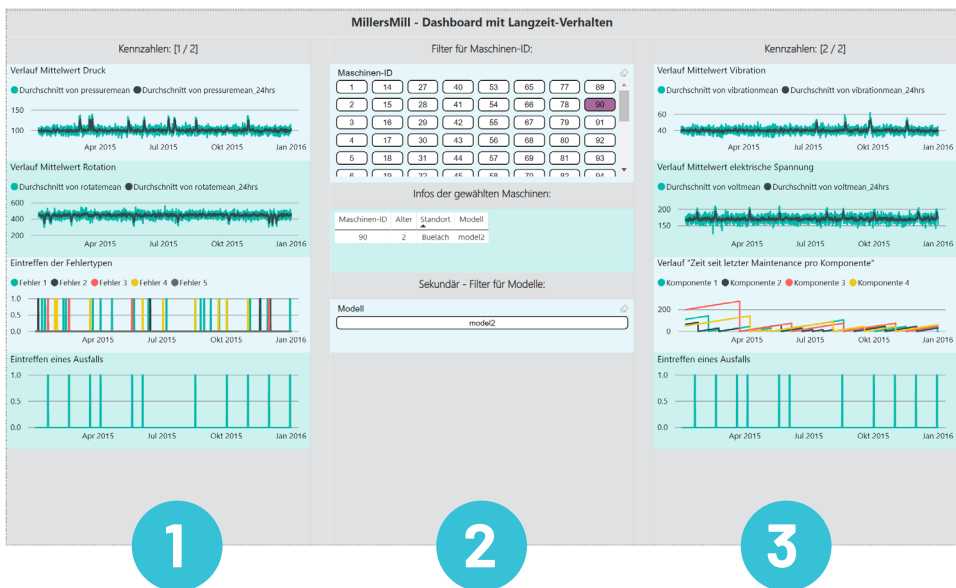 MillersMill - Dashboard mit Langzeit-Verhalten
Kennzahlen: [1 / 2]
Verlauf Mittelwert Druck
Durchschnitt von pressuremean Durchschnitt von pressuremean_24hrs
150
100
Apr 2015 Jul 2015 Okt 2015 Jan 2016
Verlauf Mittelwert Rotation
Durchschnitt von rotatemean Durchschnitt von rotatemean_24hrs
600
400
200
Apr 2015 Jul 2015 Okt 2015 Jan 2016
Eintreffen der Fehlertypen
Fehler 1 Fehler 2 Fehler 3 Fehler 4 Fehler 5
1.0
0.5
0.0
Apr 2015 Jul 2015 Okt 2015 Jan 2016
Eintreffen eines Ausfalls
1.0
0.5
0.0
Apr 2015 Jul 2015 Okt 2015 Jan 2016
1
Filter für Maschinen-ID:
Maschinen-ID
1 14 27 40 53 65 77 89
2 15 28 41 54 66 78 90
3 16 29 42 55 67 79 91
4 17 30 43 56 68 80 92
5 18 31 44 57 69 81 93
6 19 32 45 58 70 82 94
Infos der gewählten Maschinen:
Maschinen-ID Alter Standort Modell
90 2 Buelach model2
Sekundär - Filter für Modelle:
Modell
model2
2
Kennzahlen: [2 / 2]
Verlauf Mittelwert Vibration
Durchschnitt von vibrationmean Durchschnitt von vibrationmean_24hrs
60
40
Apr 2015 Jul 2015 Okt 2015 Jan 2016
Verlauf Mittelwert elektrische Spannung
Durchschnitt von voltmean Durchschnitt von voltmean_24hrs
200
150
Apr 2015 Jul 2015 Okt 2015 Jan 2016
Verlauf "Zeit seit letzter Maintenance pro Komponente"
Komponente 1 Komponente 2 Komponente 3 Komponente 4
200
0
Apr 2015 Jul 2015 Okt 2015 Jan 2016
Eintreffen eines Ausfalls
1.0
0.5
0.0
Apr 2015 Jul 2015 Okt 2015 Jan 2016
3